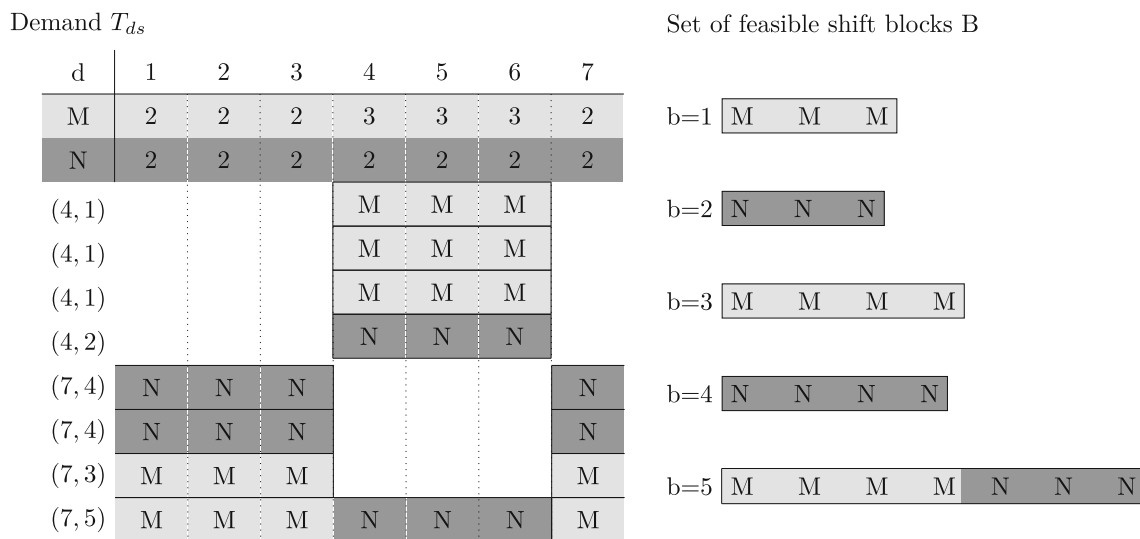 Demand T_ds
d 1 2 3 4 5 6 7
M 2 2 2 3 3 3 2
N 2 2 2 2 2 2 2
(4, 1) M M M
(4, 1) M M M
(4, 1) M M M
(4, 2) N N N
(7, 4) N N N N
(7, 4) N N N N
(7, 3) M M M M
(7, 5) M M M N N N M
Set of feasible shift blocks B
b=1 M M M
b=2 N N N
b=3 M M M M
b=4 N N N N
b=5 M M M M N N N